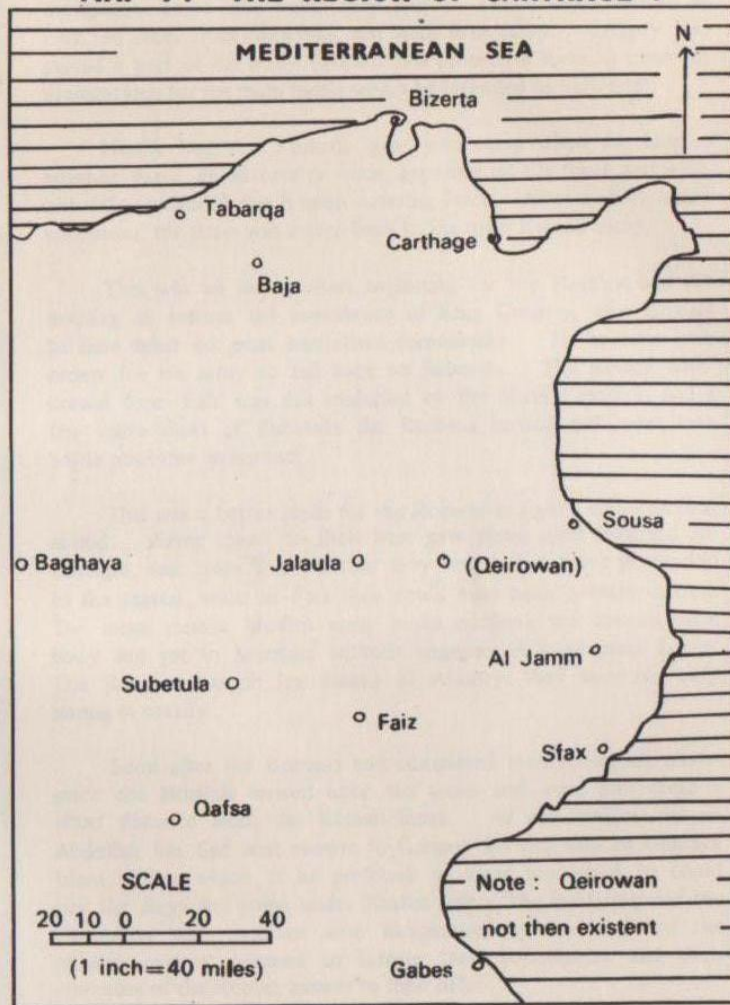 MEDITERRANEAN SEA
N
Bizerta
Tabarqa
Carthage
Baja
Sousa
Baghaya
Jalaula
(Qeirowan)
Al Jamm
Subetula
Faiz
Sfax
Qafsa
SCALE
20 10 0 20 40
(1 inch=40 miles)
Note : Qeirowan
not then existent
Gabes